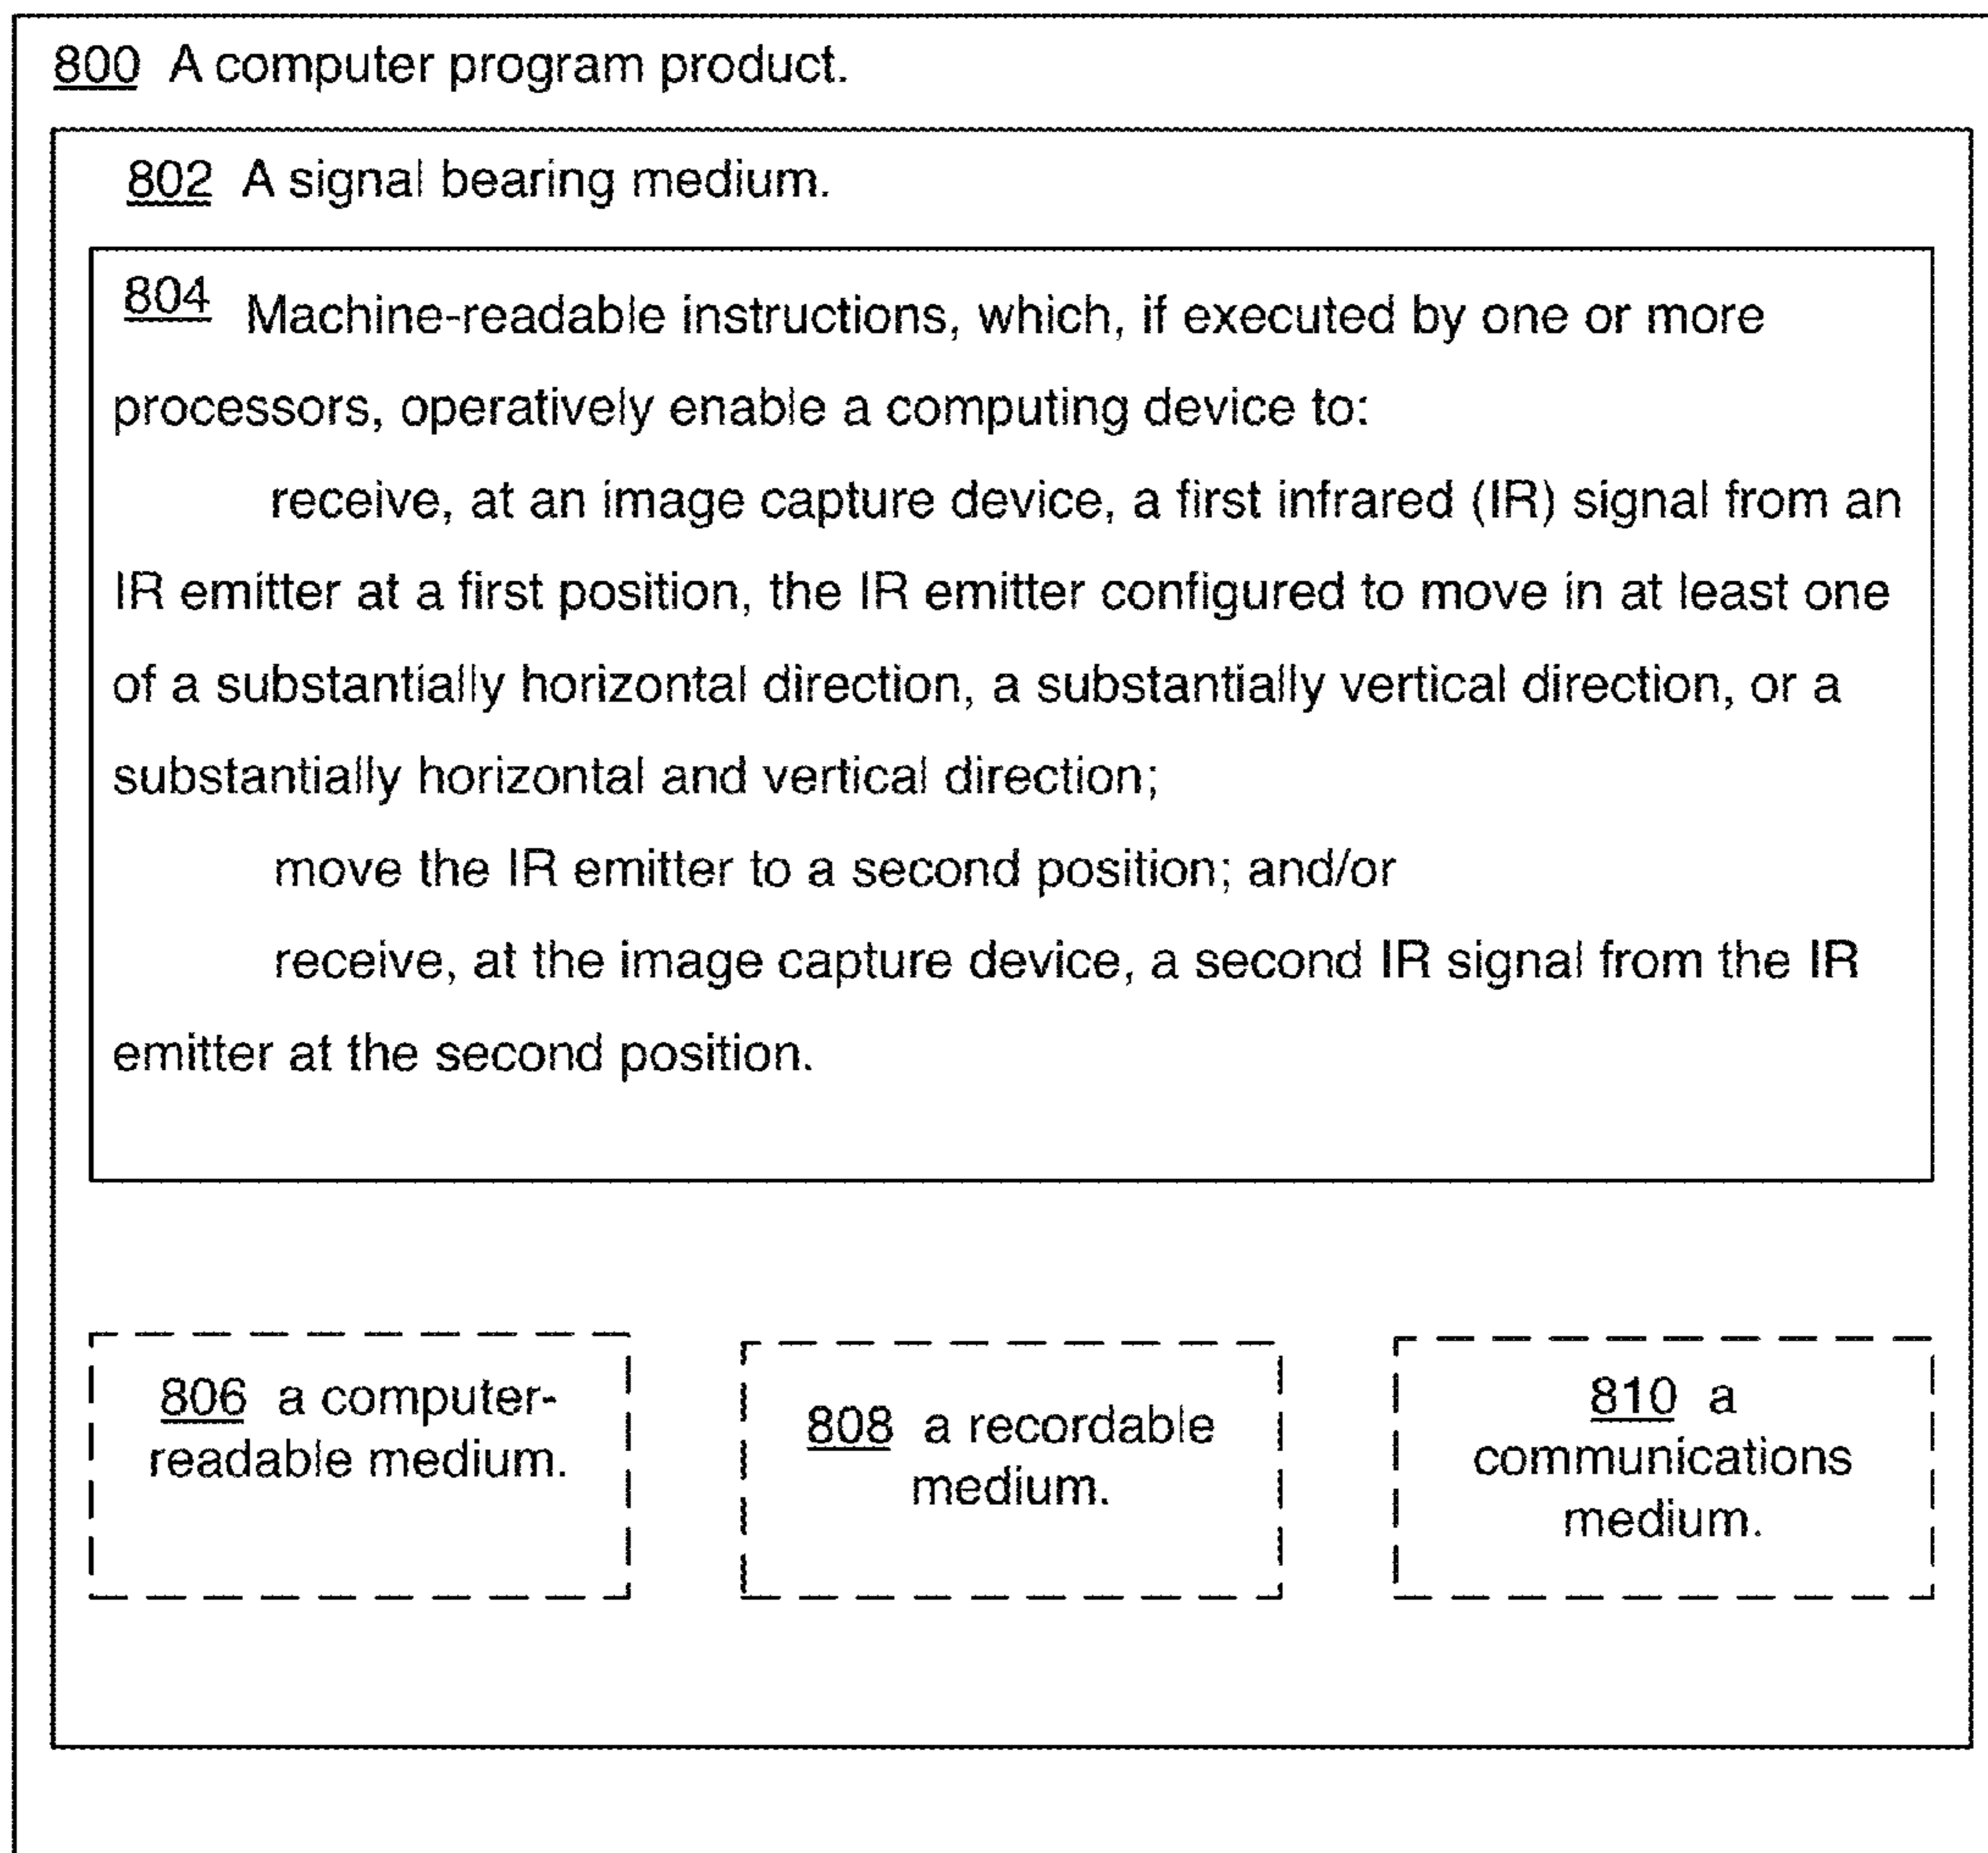 800 A computer program product.
802 A signal bearing medium.
804 Machine-readable instructions, which, if executed by one or more
processors, operatively enable a computing device to:
receive, at an image capture device, a first infrared (IR) signal from an
IR emitter at a first position, the IR emitter configured to move in at least one
of a substantially horizontal direction, a substantially vertical direction, or a
substantially horizontal and vertical direction;
move the IR emitter to a second position; and/or
receive, at the image capture device, a second IR signal from the IR
emitter at the second position.
806 a computer-
readable medium.
808 a recordable
medium.
810 a
communications
medium.